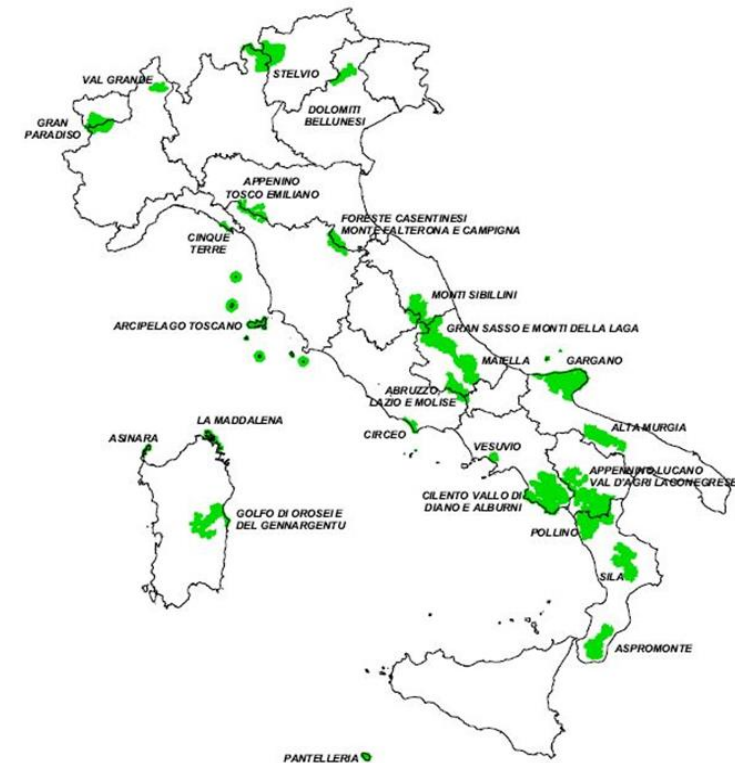 STELVIO
VAL GRANDE
GRAN
PARADISO
DOLOMITI
BELLUNESI
APPENINO
TOSCO EMILIANO
FORESTE CASENTINESI
MONTE FALTERONA E CAMPIGNA
CINQUE
TERRE
MONTI SIBILLINI
ARCIPELAGO TOSCANO
GRAN SASSO E MONTI DELLA LAGA
MAIELLA
GARGANO
ABRUZZO,
LAZIO E MOLISE
LA MADDALENA
ASINARA
CIRCEO
ALTA MURGIA
VESUVIO
APPENNINO LUCANO
VAL D'AGRI LAGONEGRESE
CILENTO VALLO DI
DIANO E ALBURNI
GOLFO DI OROSEI E
DEL GENNARGENTU
POLLINO
SILA
ASPROMONTE
PANTELLERIA